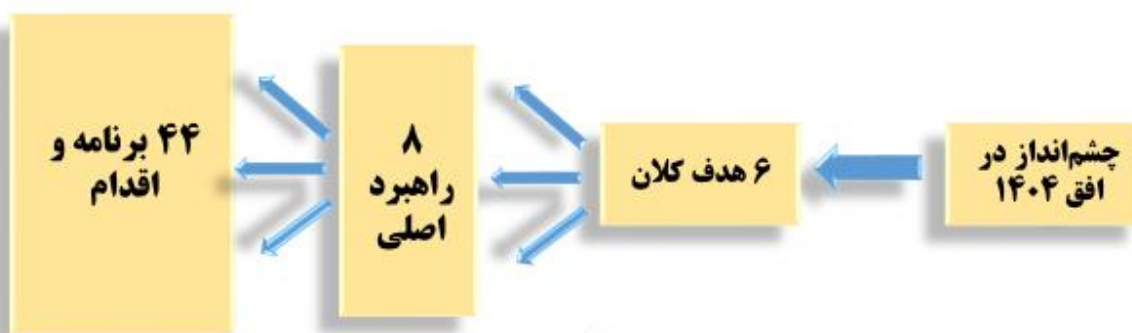 چشم‌انداز در
افق ۱۴۰۴
۶ هدف کلان
۸
راهبرد
اصلی
۴۴ برنامه و
اقدام